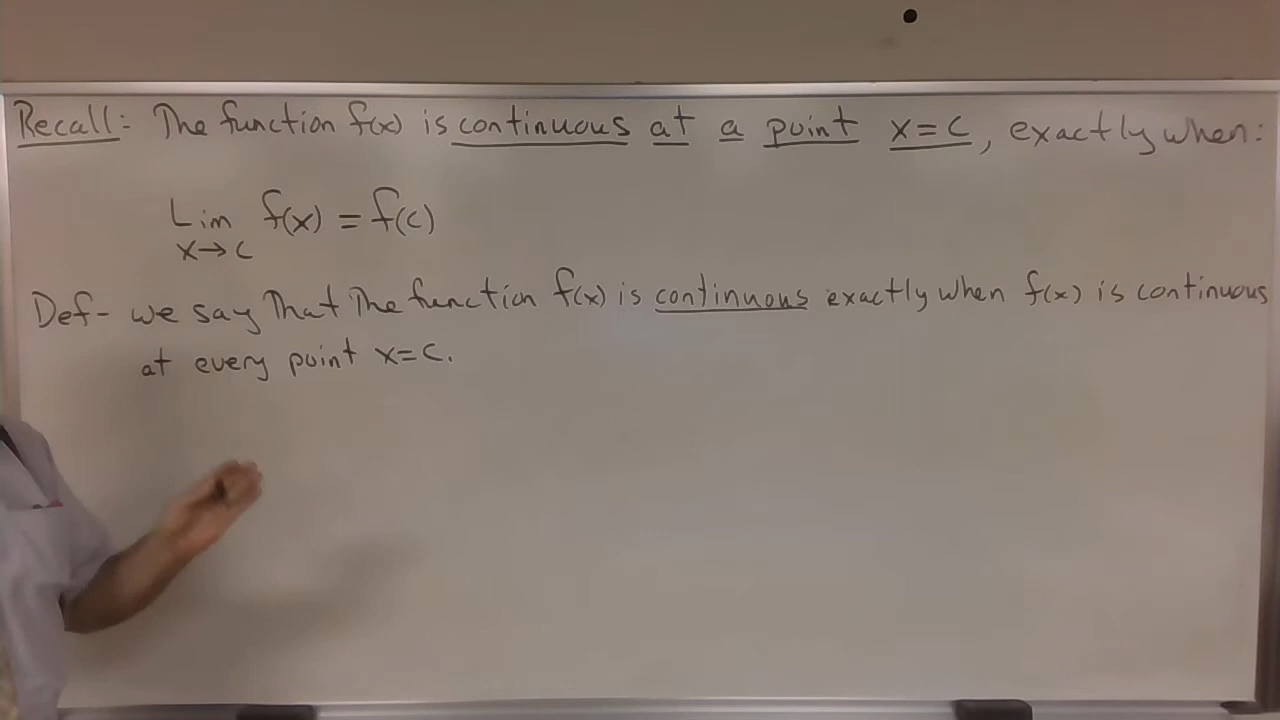 Recall: The function f(x) is continuous at a point x=c, exactly when:
Lim f(x) = f(c)
x→c
Def- we say That The function f(x) is continuous exactly when f(x) is continuous
at every point x=c.